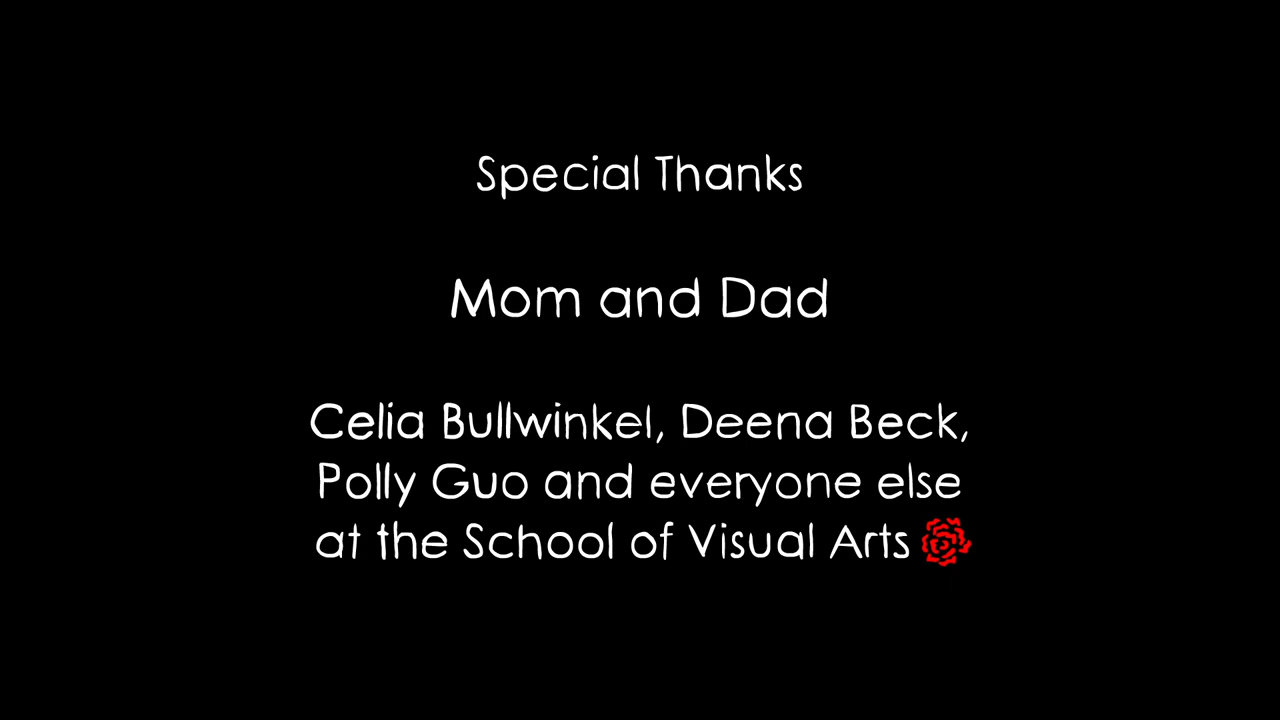 Special Thanks
Mom and Dad
Celia Bullwinkel, Deena Beck,
Polly Guo and everyone else
at the School of Visual Arts